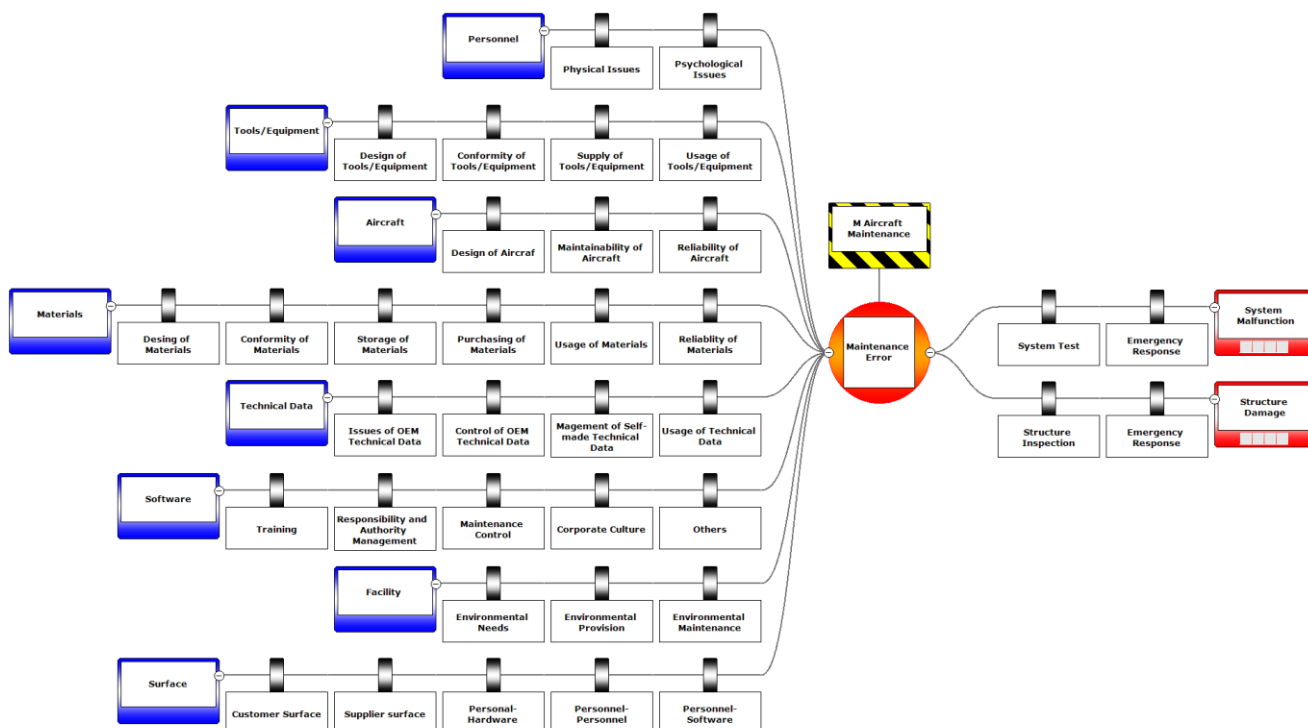 Personnel
Physical Issues
Psychological
Issues
Tools/Equipment
Design of
Tools/Equipment
Conformity of
Tools/Equipment
Supply of
Tools/Equipment
Usage of
Tools/Equipment
Aircraft
Design of Aircraf
Maintainability of
Aircraft
Reliability of
Aircraft
M Aircraft
Maintenance
Materials
Desing of
Materials
Conformity of
Materials
Storage of
Materials
Purchasing of
Materials
Usage of Materials
Reliablity of
Materials
Maintenance
Error
System Test
Emergency
Response
System
Malfunction
Technical Data
Issues of OEM
Technical Data
Control of OEM
Technical Data
Magement of Self-
made Technical
Data
Usage of Technical
Data
Structure
Inspection
Emergency
Response
Structure
Damage
Software
Training
Responsibility and
Authority
Management
Maintenance
Control
Corporate Culture
Others
Facility
Environmental
Needs
Environmental
Provision
Environmental
Maintenance
Surface
Customer Surface
Supplier surface
Personal-
Hardware
Personnel-
Personnel
Personnel-
Software